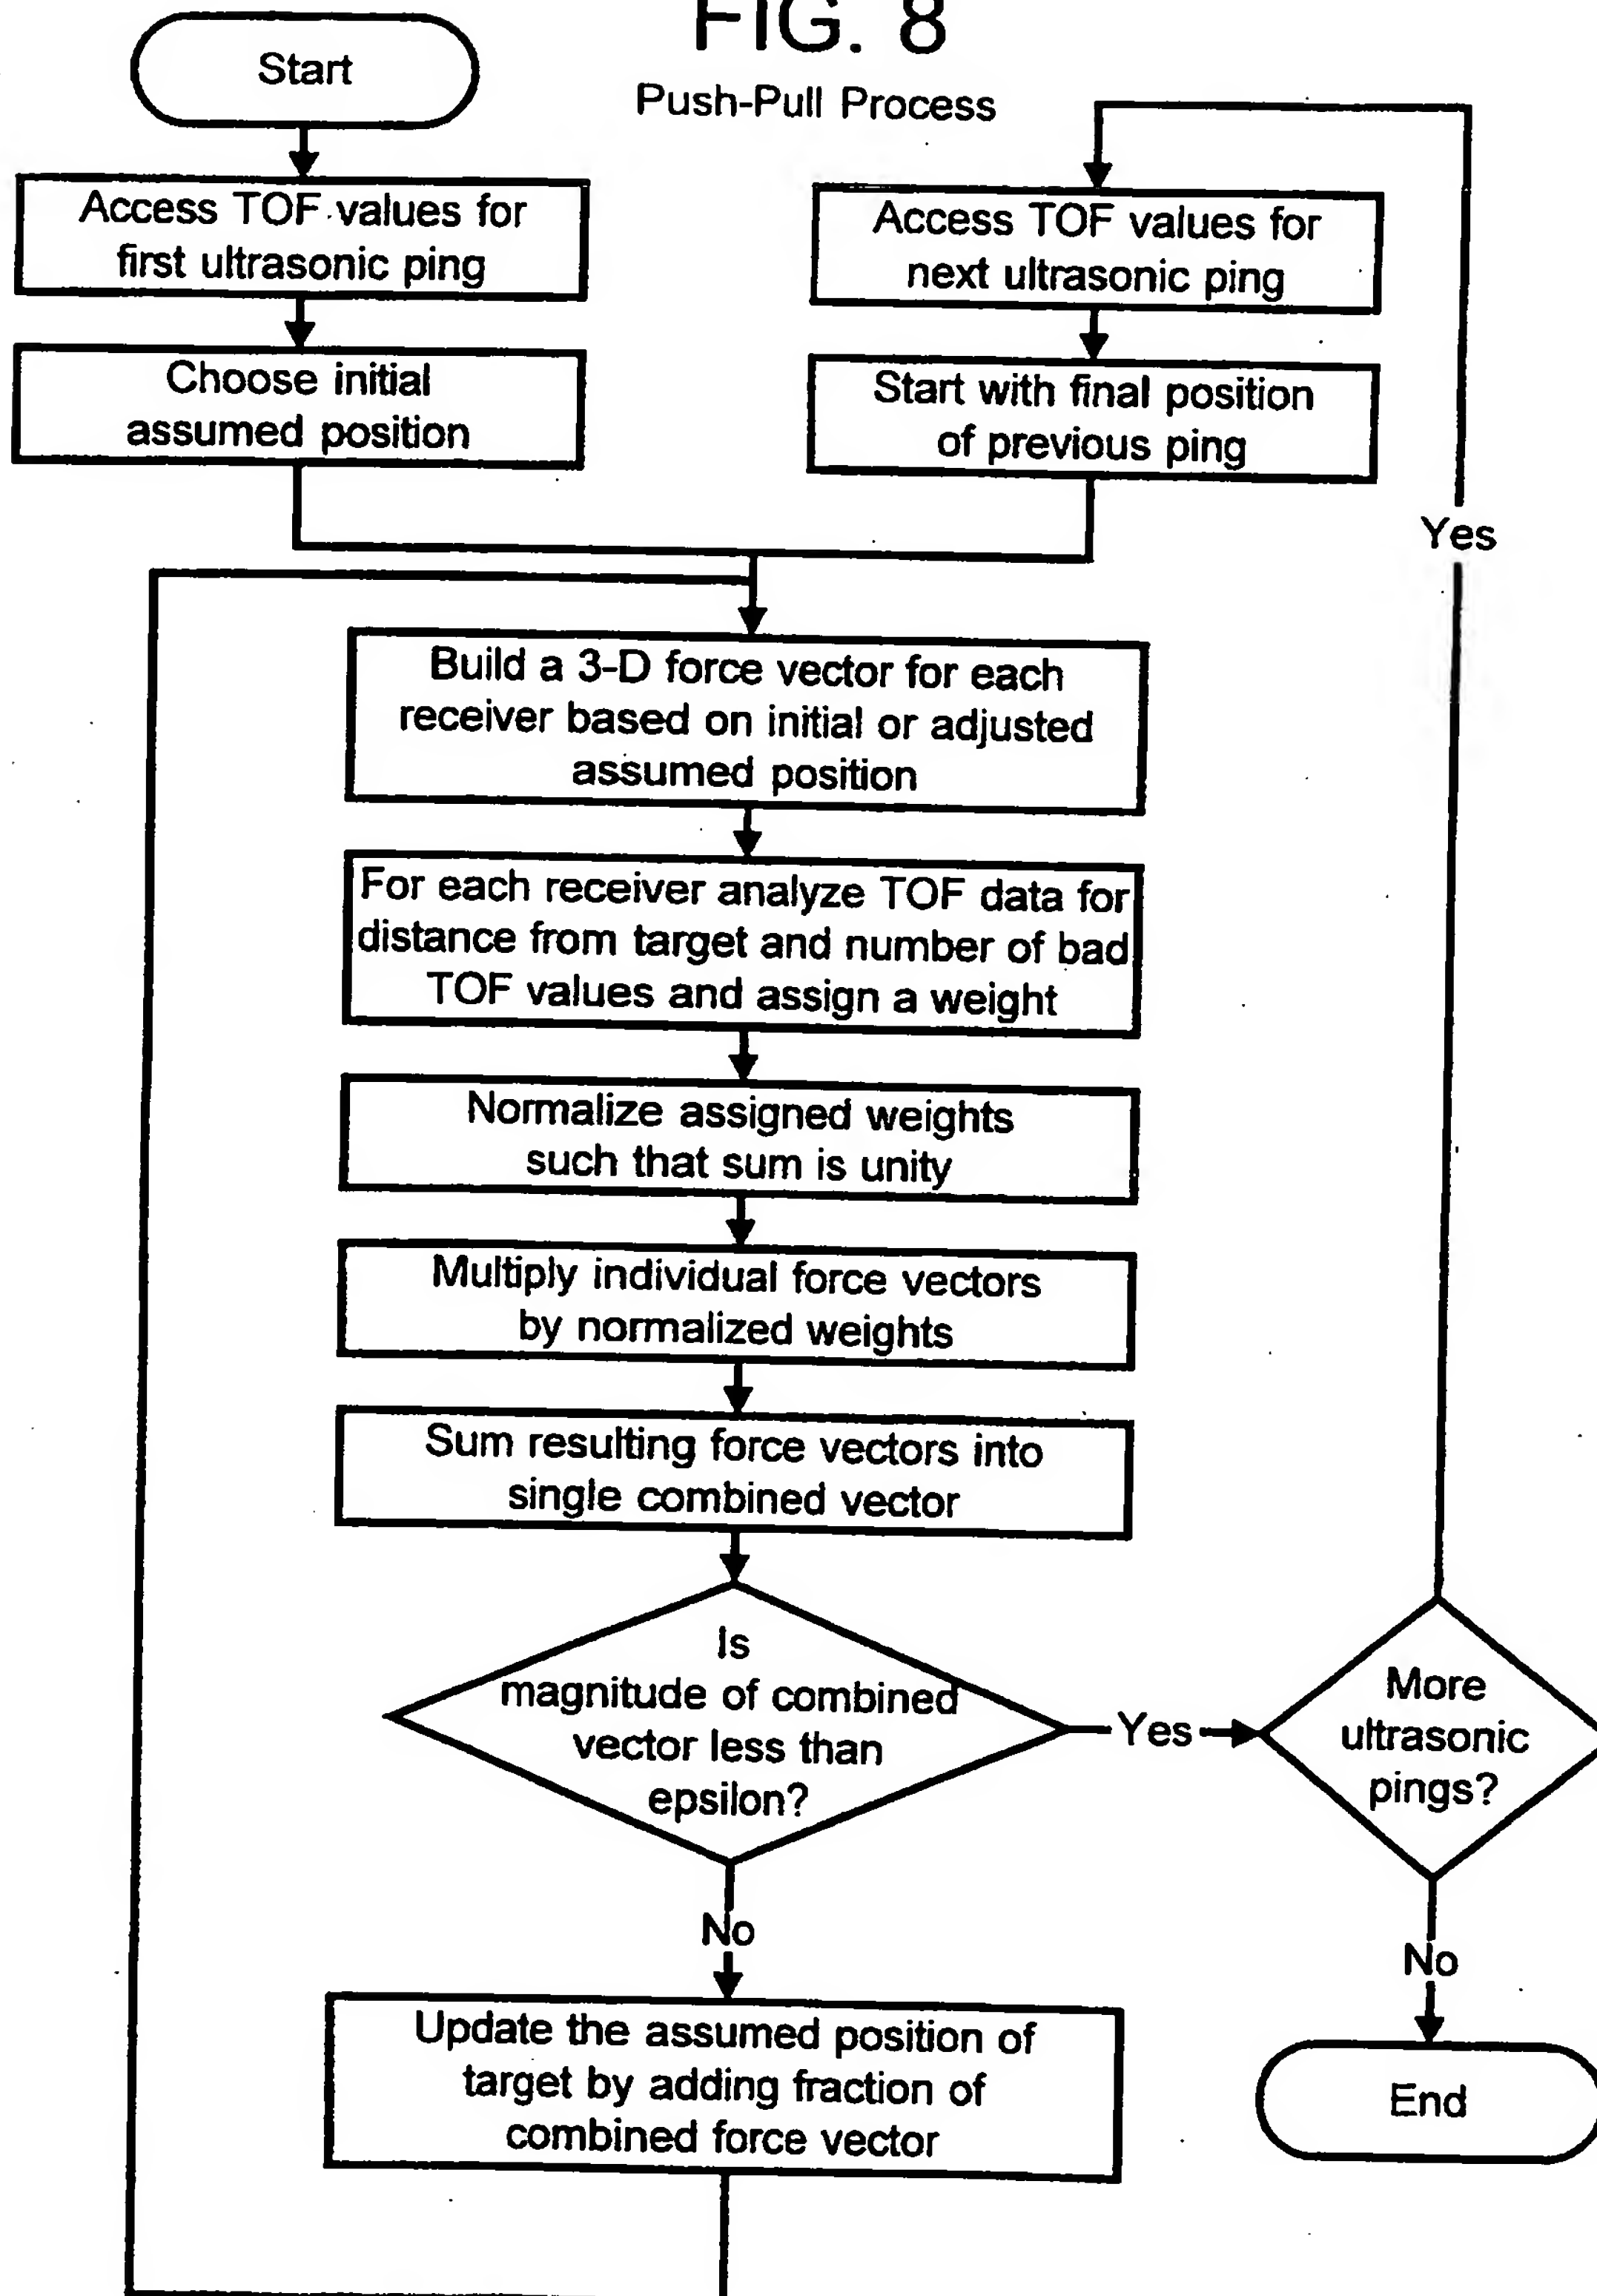 FIG. 8
Push-Pull Process
Start
Access TOF values for
first ultrasonic ping
Choose initial
assumed position
Access TOF values for
next ultrasonic ping
Start with final position
of previous ping
Yes
Build a 3-D force vector for each
receiver based on initial or adjusted
assumed position
For each receiver analyze TOF data for
distance from target and number of bad
TOF values and assign a weight
Normalize assigned weights
such that sum is unity
Multiply individual force vectors
by normalized weights
Sum resulting force vectors into
single combined vector
Is
magnitude of combined
vector less than
epsilon?
Yes
More
ultrasonic
pings?
No
No
Update the assumed position of
target by adding fraction of
combined force vector
End